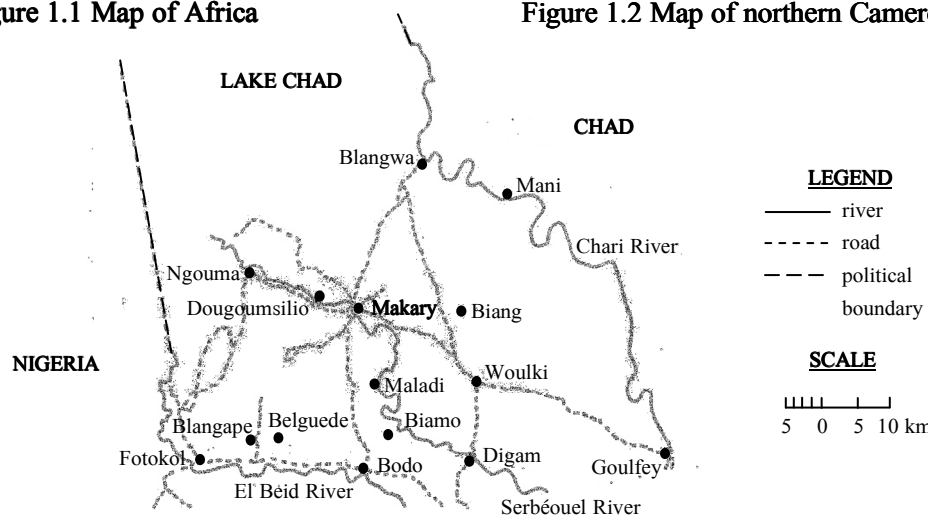 gure 1.1 Map of Africa
Figure 1.2 Map of northern Camero
LAKE CHAD
CHAD
Blangwa
Mani
LEGEND
river
road
political
boundary
Chari River
Ngouma
Dougoumsilio
Makary
Biang
NIGERIA
SCALE
5 0 5 10 km
Woulki
Maladi
Blangape
Belguede
Biamo
Fotokol
Bodo
Digam
Goulfey
El Beid River
Serbéouel River